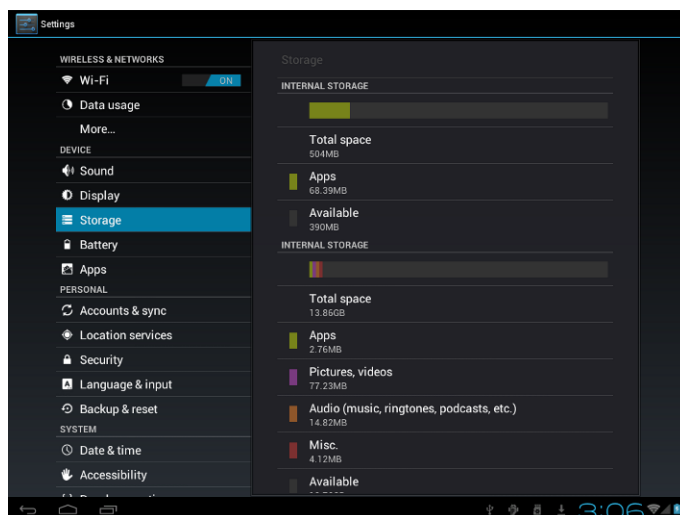 Settings
WIRELESS & NETWORKS
Wi-Fi ON
Data usage
More...
DEVICE
Sound
Display
Storage
Battery
Apps
PERSONAL
Accounts & sync
Location services
Security
A Language & input
Backup & reset
SYSTEM
Date & time
Accessibility
Storage
INTERNAL STORAGE
Total space
504MB
Apps
68.39MB
Available
390MB
INTERNAL STORAGE
Total space
13.86GB
Apps
2.76MB
Pictures, videos
77.23MB
Audio (music, ringtones, podcasts, etc.)
14.82MB
Misc.
4.12MB
Available
3:06